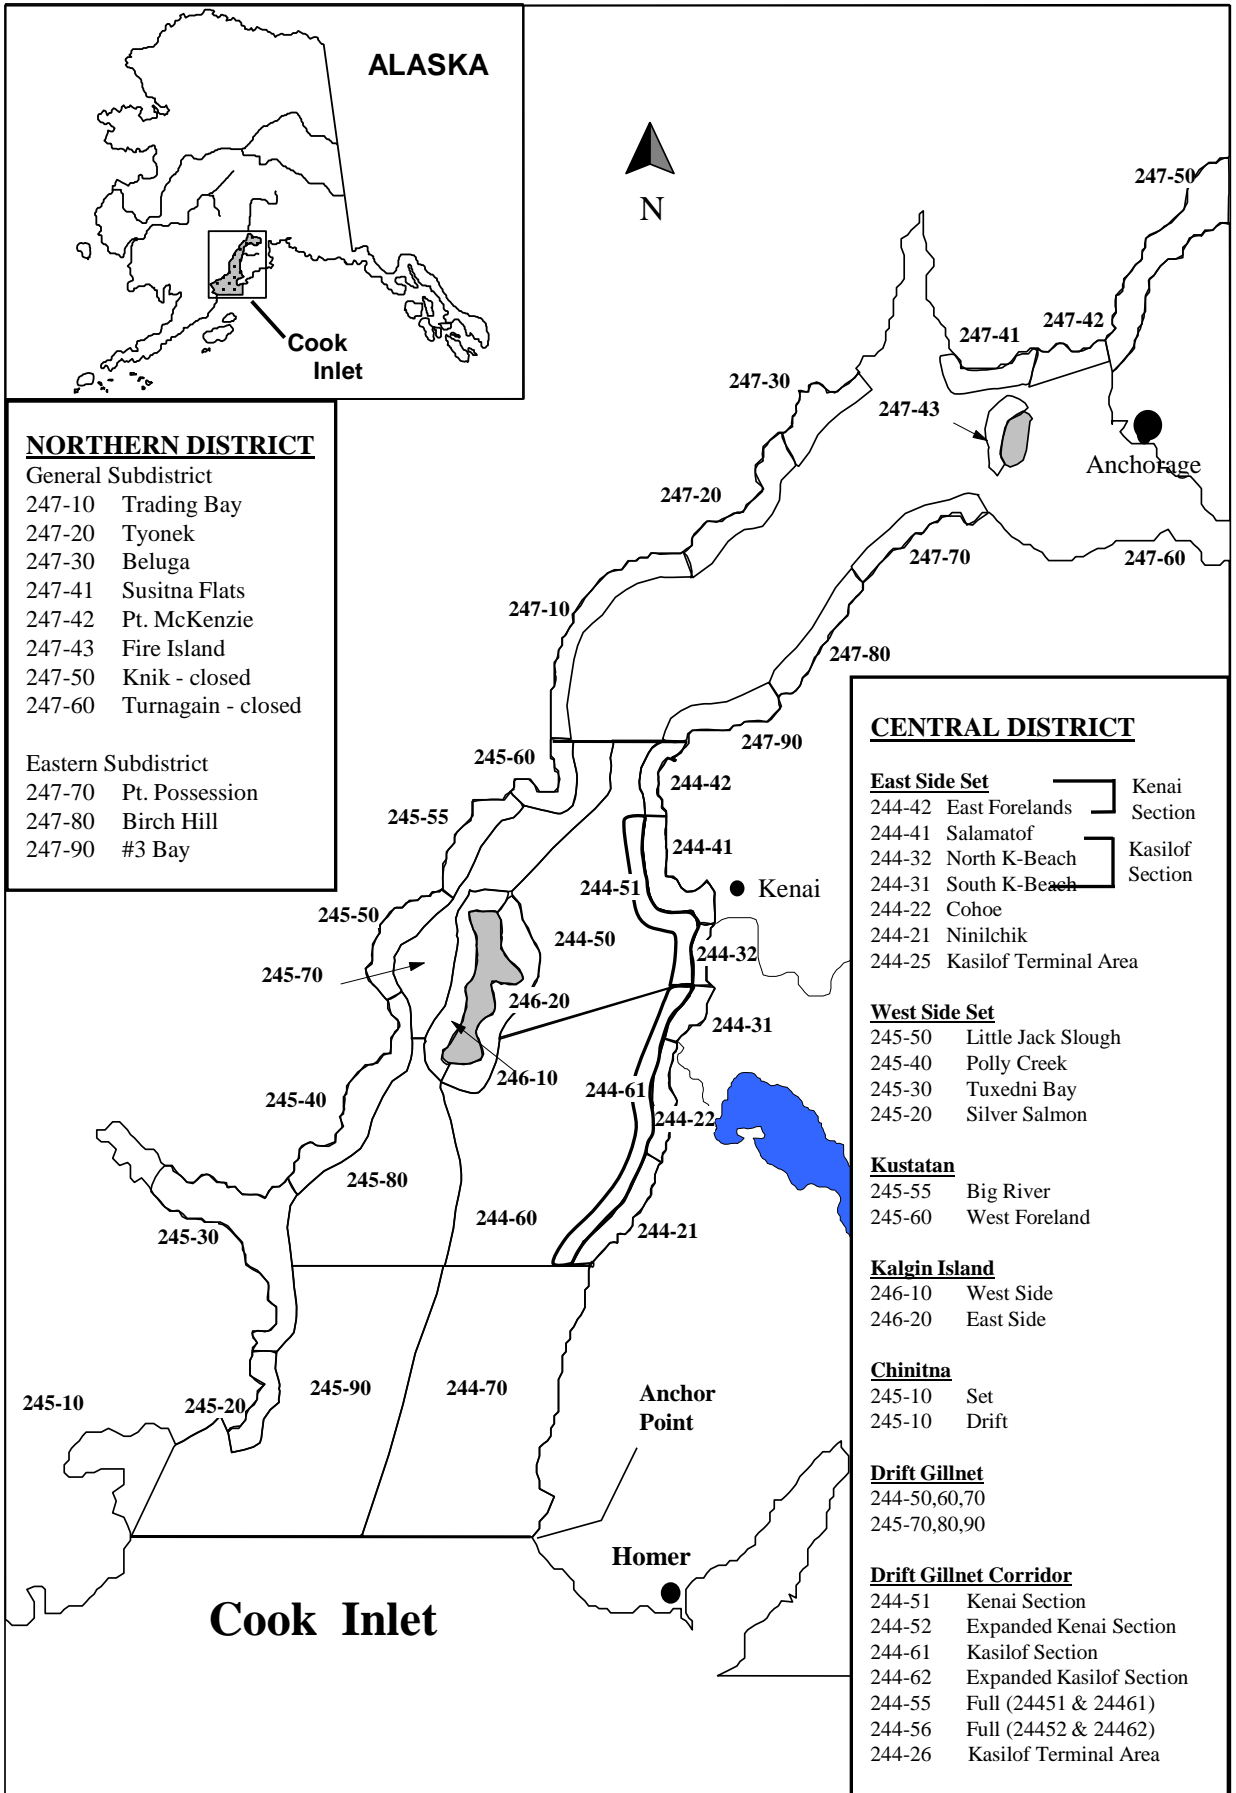 ALASKA
Cook
Inlet
N
NORTHERN DISTRICT
General Subdistrict
247-10 Trading Bay
247-20 Tyonek
247-30 Beluga
247-41 Susitna Flats
247-42 Pt. McKenzie
247-43 Fire Island
247-50 Knik - closed
247-60 Turnagain - closed
Eastern Subdistrict
247-70 Pt. Possession
247-80 Birch Hill
247-90 #3 Bay
247-50
247-42
247-41
247-30
247-43
Anchorage
247-20
247-70
247-60
247-10
247-80
247-90
245-60
244-42
245-55
244-41
244-51
Kenai
245-50
244-50
244-32
245-70
246-20
244-31
246-10
244-61
245-40
244-22
245-80
244-60
244-21
245-30
245-90
244-70
245-10
245-20
Anchor
Point
Homer
Cook Inlet
CENTRAL DISTRICT
East Side Set
244-42 East Forelands
244-41 Salamatof
244-32 North K-Beach
244-31 South K-Beach
244-22 Cohoe
244-21 Ninilchik
244-25 Kasilof Terminal Area
Kenai
Section
Kasilof
Section
West Side Set
245-50 Little Jack Slough
245-40 Polly Creek
245-30 Tuxedni Bay
245-20 Silver Salmon
Kustatan
245-55 Big River
245-60 West Foreland
Kalgin Island
246-10 West Side
246-20 East Side
Chinitna
245-10 Set
245-10 Drift
Drift Gillnet
244-50,60,70
245-70,80,90
Drift Gillnet Corridor
244-51 Kenai Section
244-52 Expanded Kenai Section
244-61 Kasilof Section
244-62 Expanded Kasilof Section
244-55 Full (24451 & 24461)
244-56 Full (24452 & 24462)
244-26 Kasilof Terminal Area